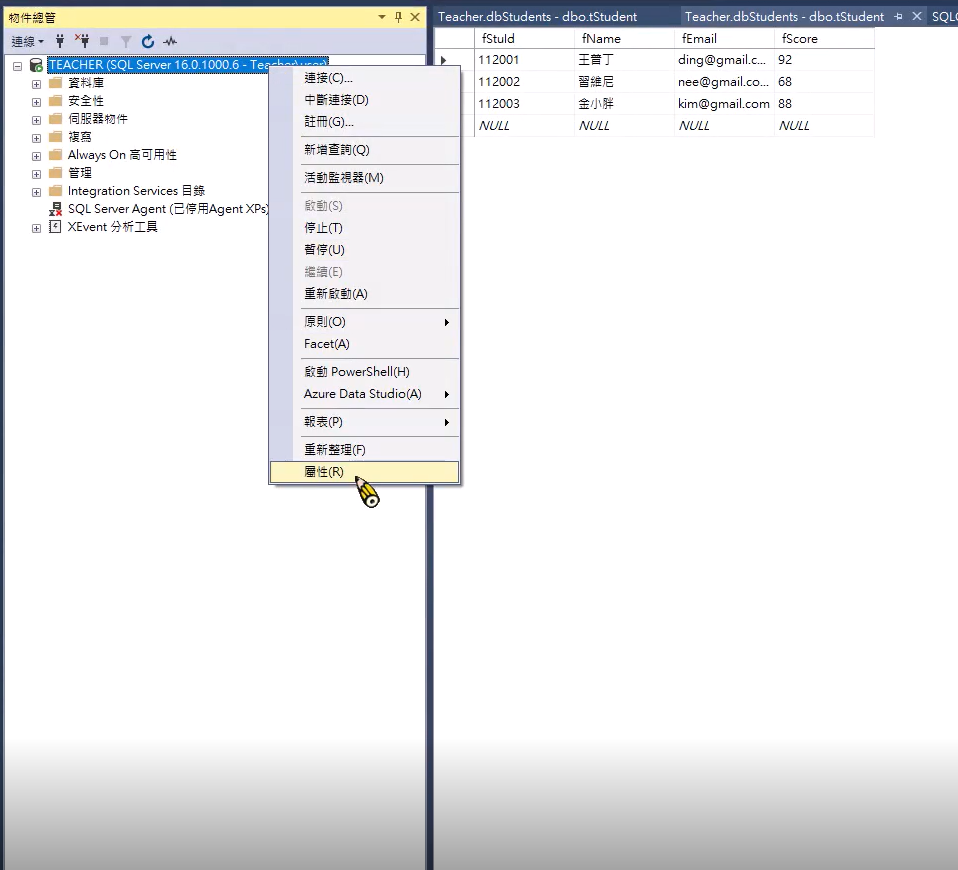 物件總管
連線
TEACHER (SQL Server 16.0.1000.6 - Teacher\user)
資料庫
安全性
伺服器物件
複寫
Always On 高可用性
管理
Integration Services 目錄
SQL Server Agent (已停用Agent XPs)
XEvent 分析工具
連接(C)...
中斷連接(D)
註冊(G)...
新增查詢(Q)
活動監視器(M)
啟動(S)
停止(T)
暫停(U)
繼續(E)
重新啟動(A)
原則(O)
Facet(A)
啟動 PowerShell(H)
Azure Data Studio(A)
報表(P)
重新整理(F)
屬性(R)
Teacher.dbStudents - dbo.tStudent
Teacher.dbStudents - dbo.tStudent
SQLQ
fStuId fName fEmail fScore
112001 王普丁 ding@gmail.c... 92
112002 習維尼 nee@gmail.co... 68
112003 金小胖 kim@gmail.com 88
NULL NULL NULL NULL